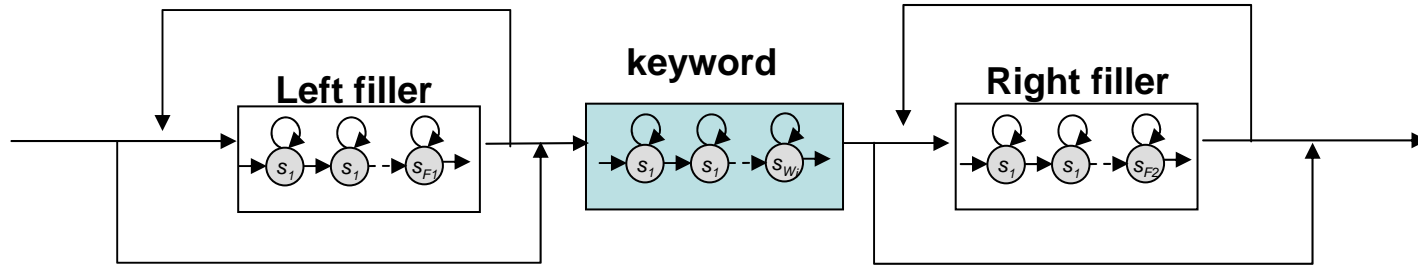 Left filler
s1 s1 sF1
keyword
s1 s1 sWi
Right filler
s1 s1 sF2